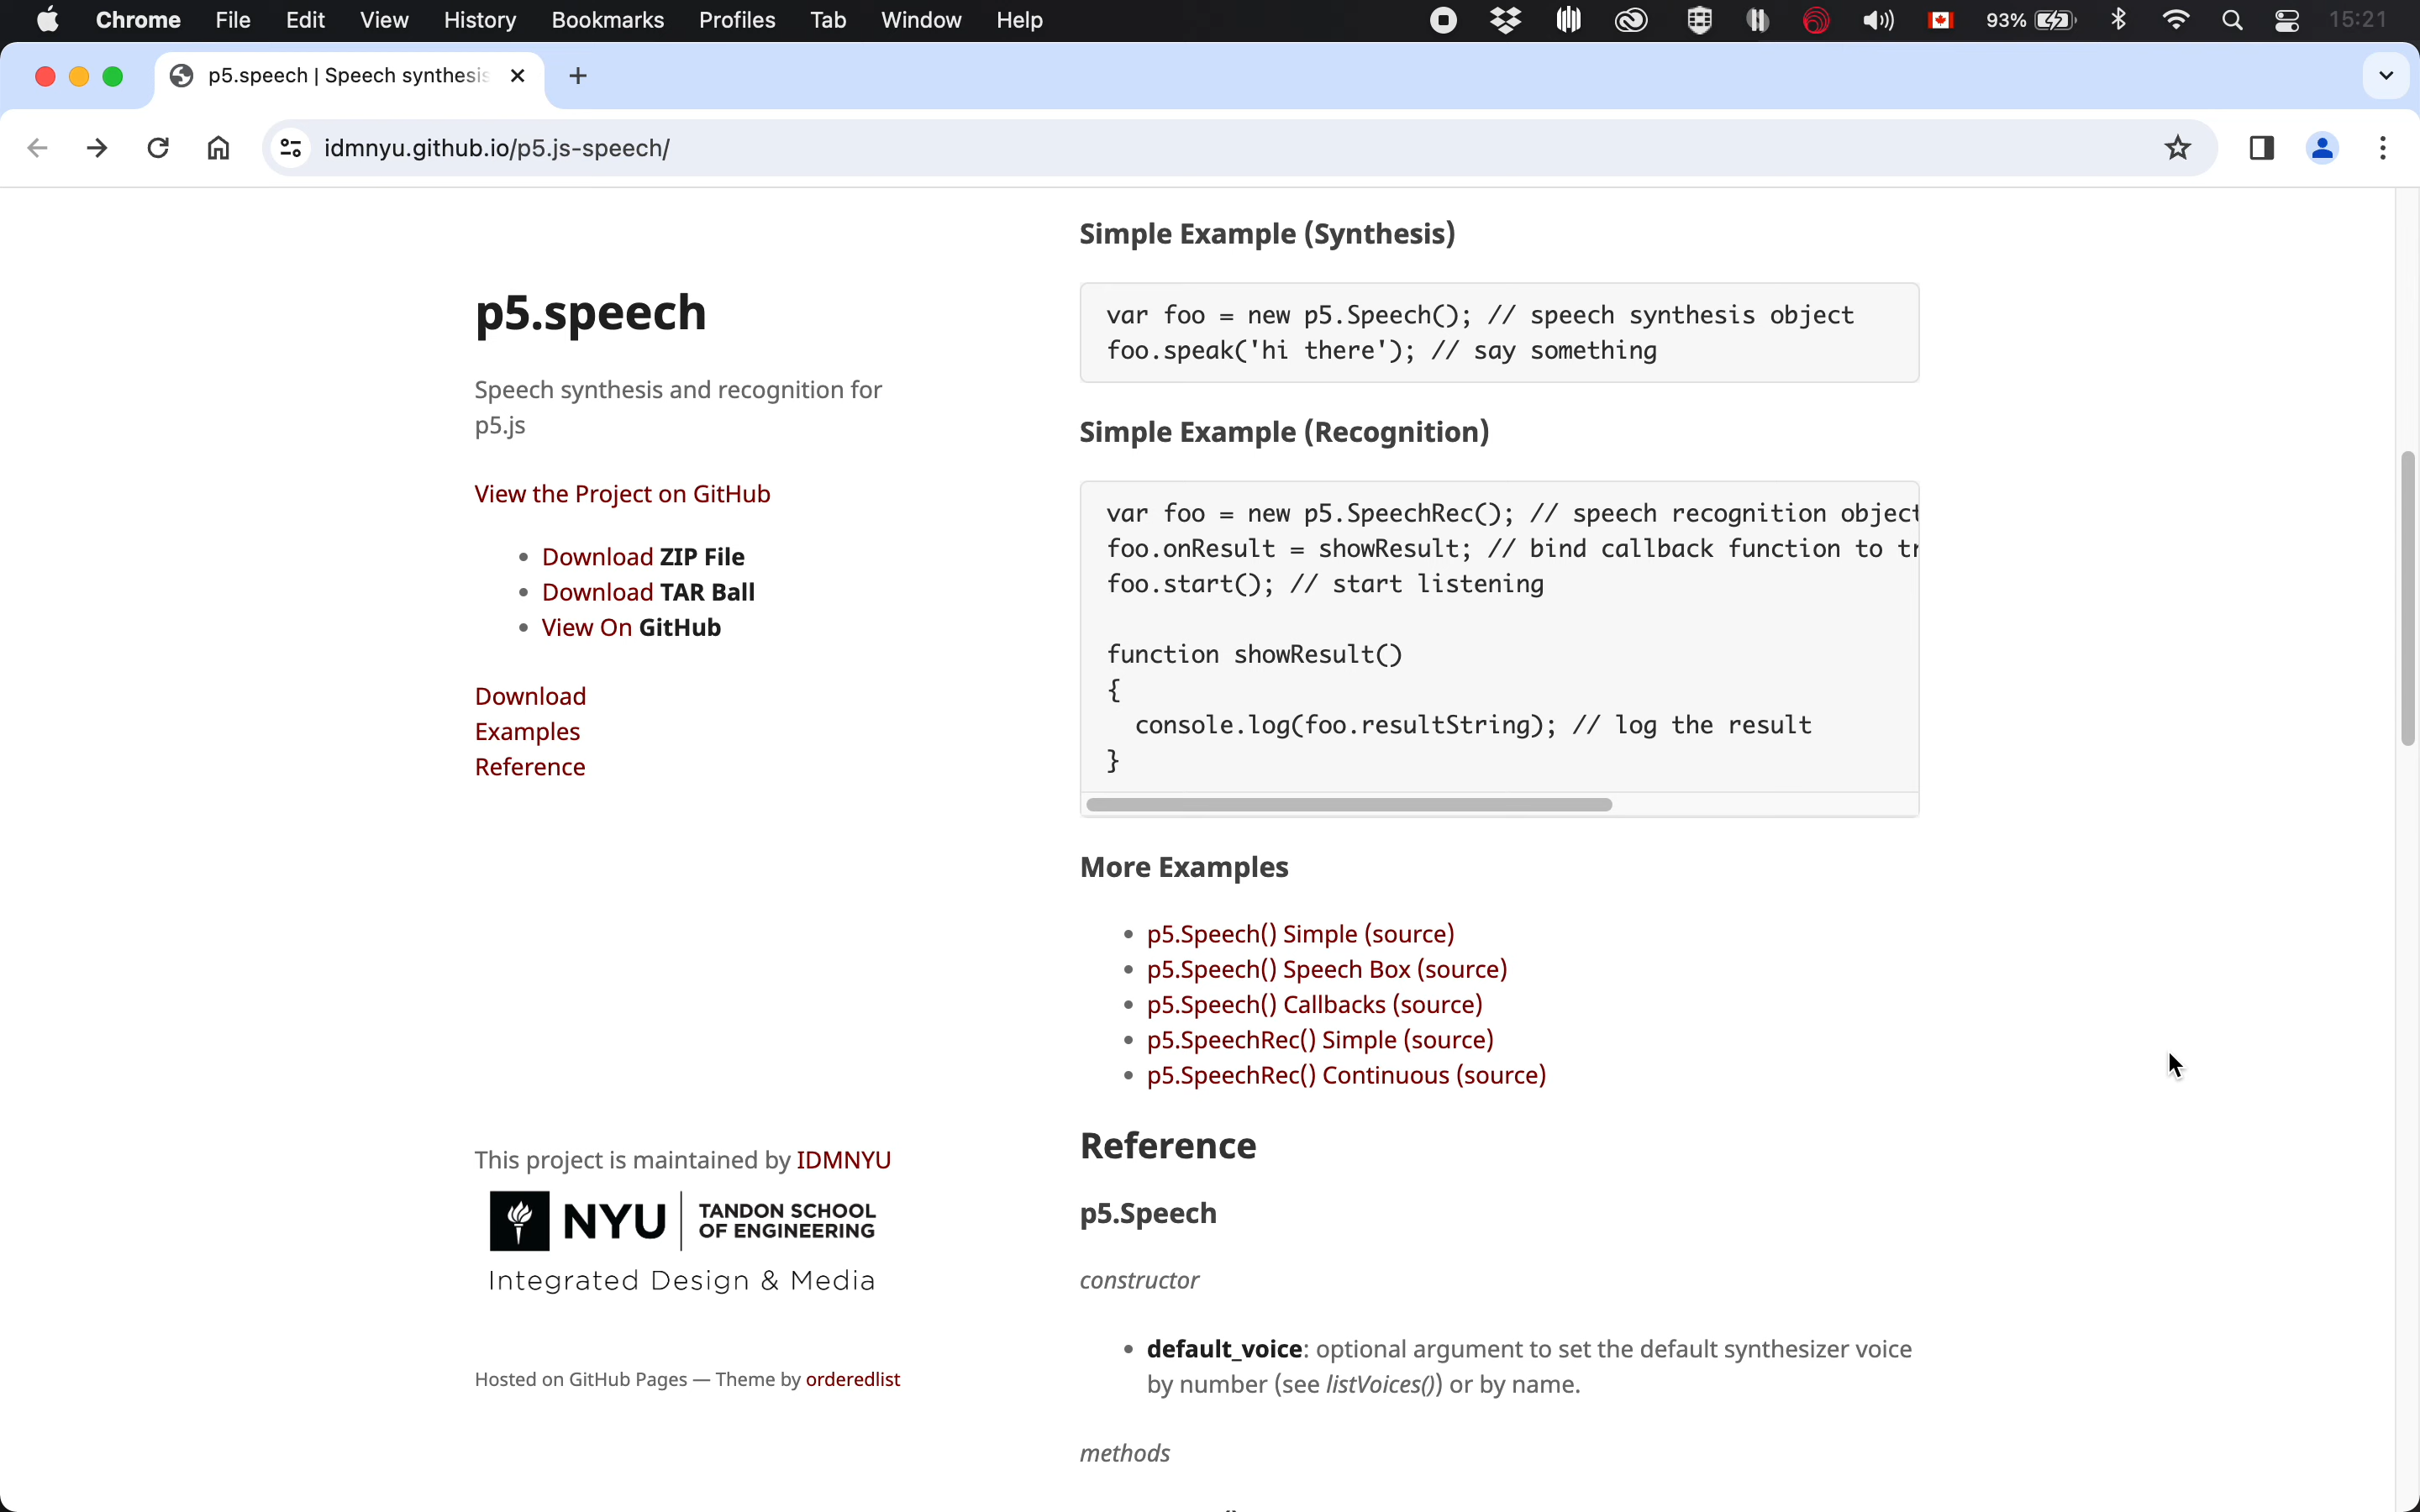 Chrome File Edit View History Bookmarks Profiles Tab Window Help 93% 15:21
p5.speech | Speech synthesis
idmnyu.github.io/p5.js-speech/
p5.speech
Speech synthesis and recognition for
p5.js
View the Project on GitHub
Download ZIP File
Download TAR Ball
View On GitHub
Download
Examples
Reference
This project is maintained by IDMNYU
NYU TANDON SCHOOL
OF ENGINEERING
Integrated Design & Media
Hosted on GitHub Pages — Theme by orderedlist
Simple Example (Synthesis)
var foo = new p5.Speech(); // speech synthesis object
foo.speak('hi there'); // say something
Simple Example (Recognition)
var foo = new p5.SpeechRec(); // speech recognition object
foo.onResult = showResult; // bind callback function to
foo.start(); // start listening
function showResult()
{
console.log(foo.resultString); // log the result
}
More Examples
p5.Speech() Simple (source)
p5.Speech() Speech Box (source)
p5.Speech() Callbacks (source)
p5.SpeechRec() Simple (source)
p5.SpeechRec() Continuous (source)
Reference
p5.Speech
constructor
default_voice: optional argument to set the default synthesizer voice
by number (see listVoices()) or by name.
methods